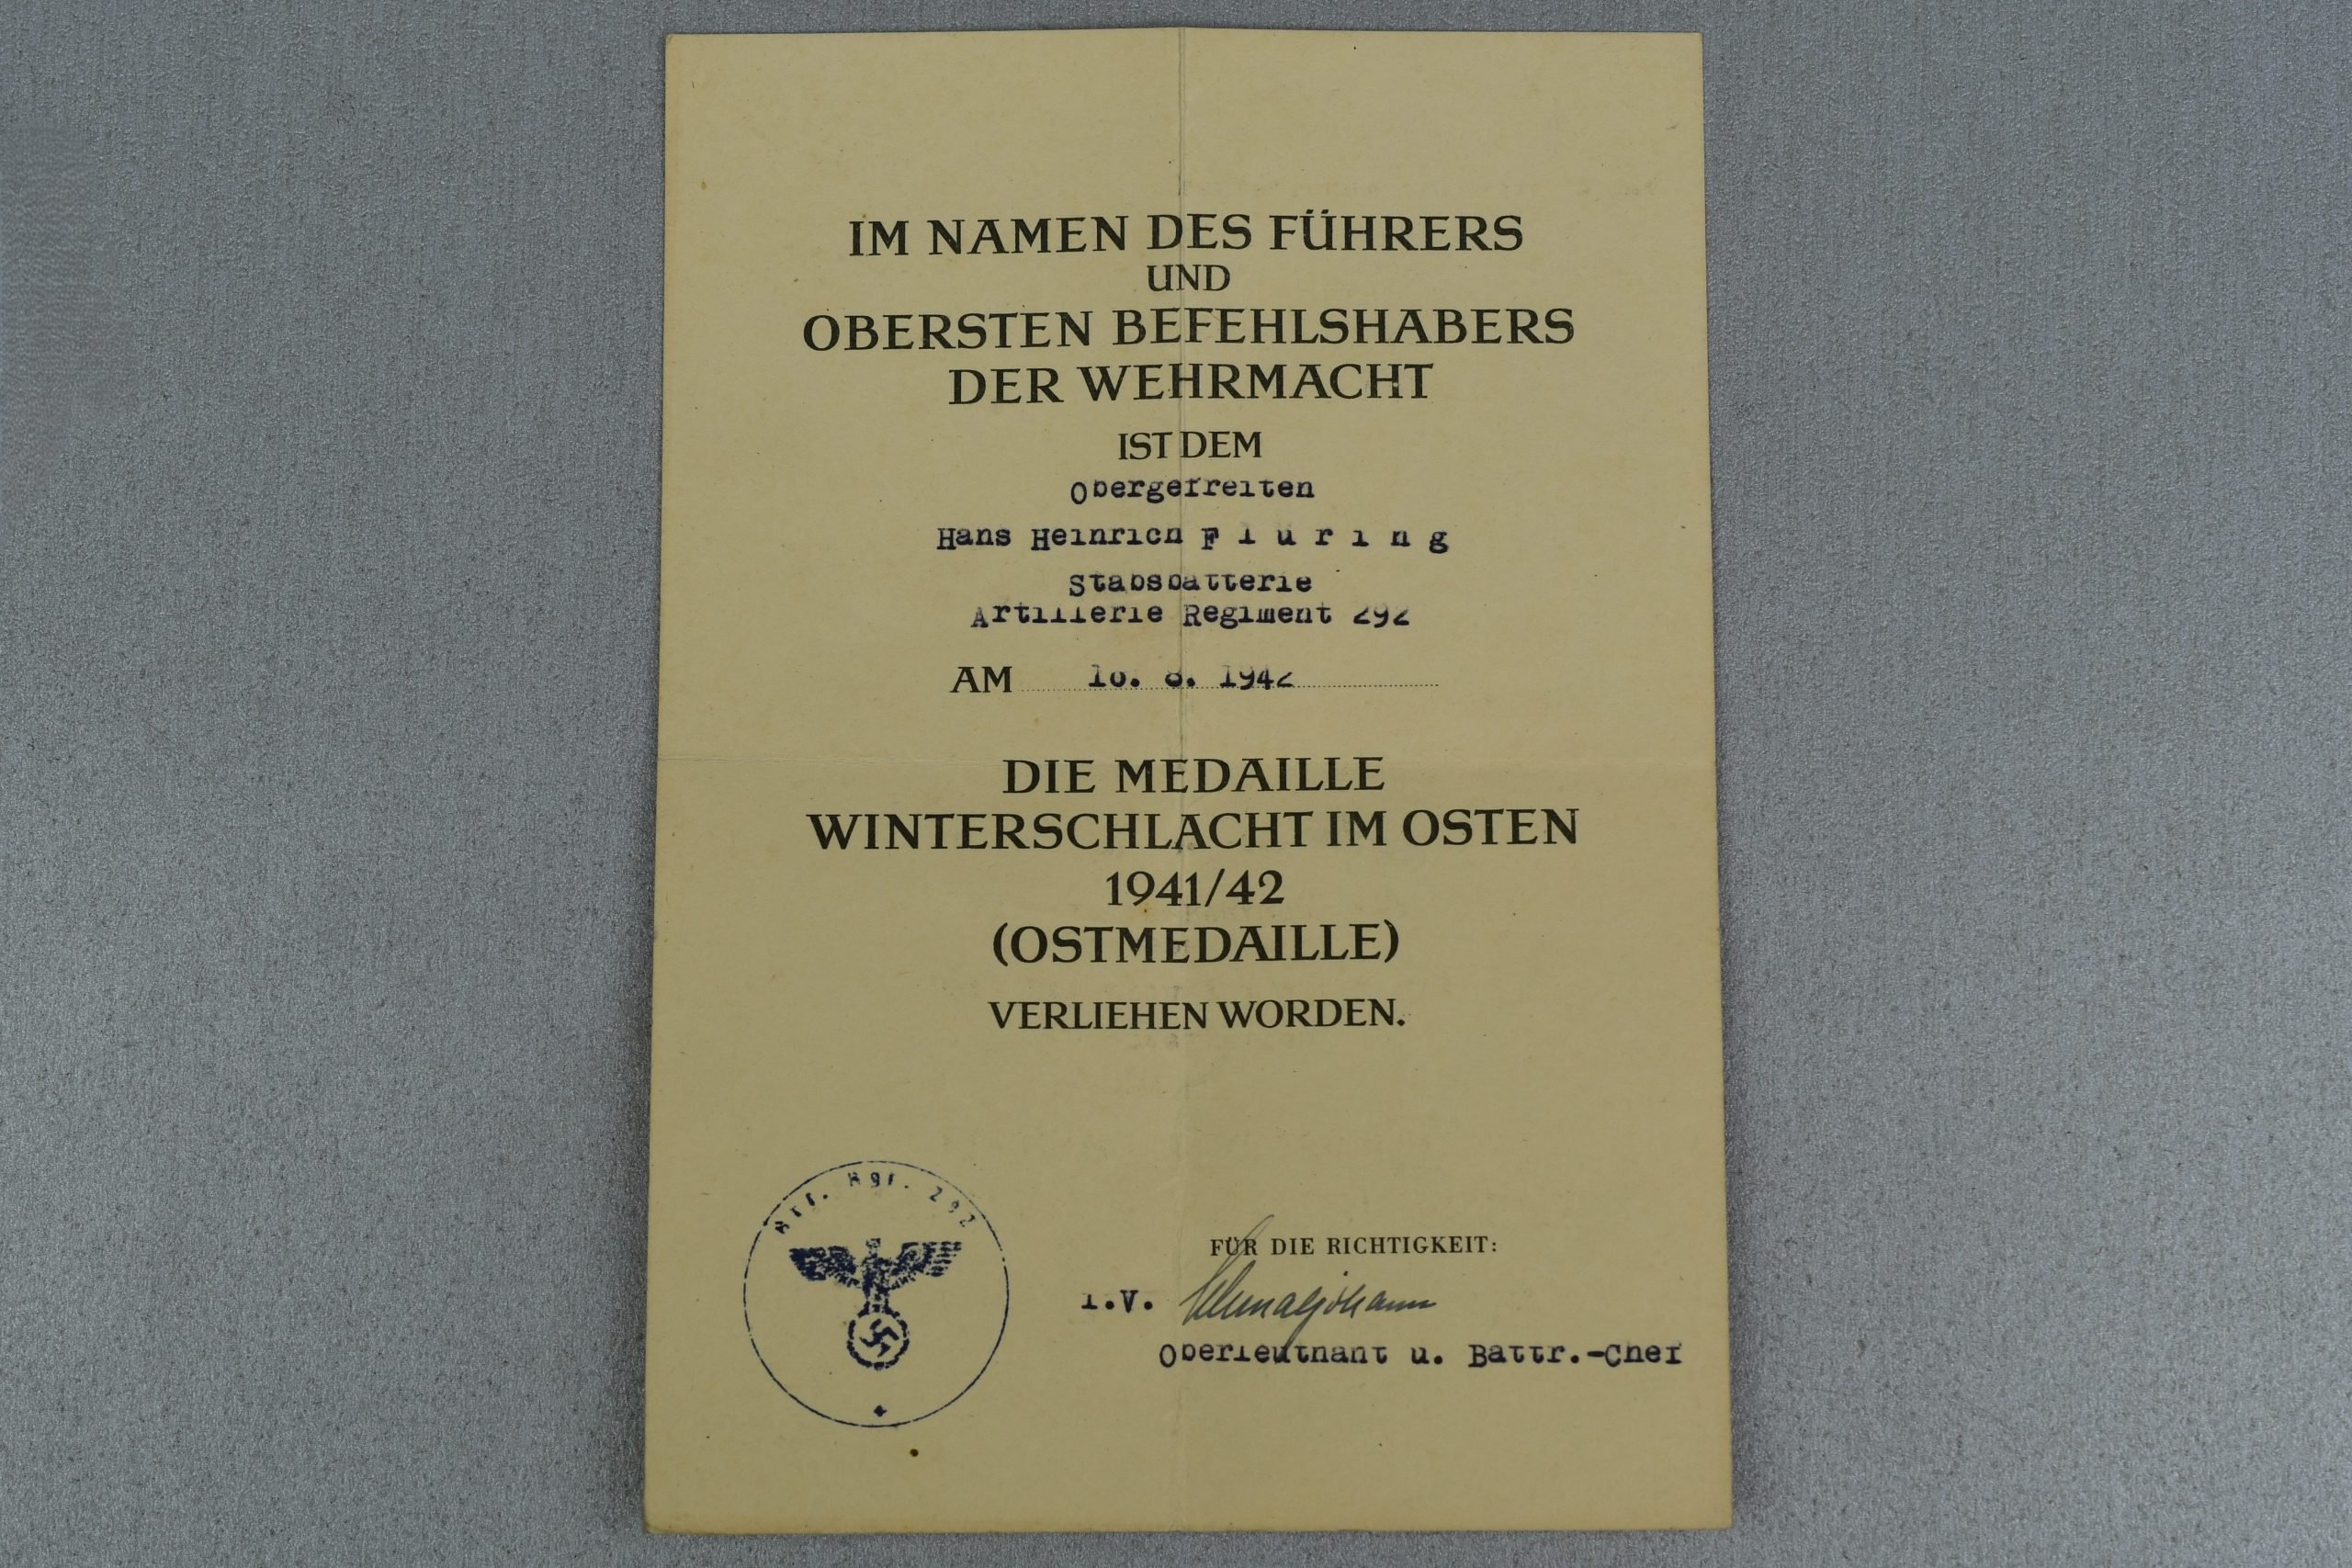 IM NAMEN DES FÜHRERS
UND
OBERSTEN BEFEHLSHABERS
DER WEHRMACHT
IST DEM
Obergefreiten
Hans Heinrich F l u r i n g
Stabsbatterie
Artillerie Regiment 292
AM 16. 8. 1942
DIE MEDAILLE
WINTERSCHLACHT IM OSTEN
1941/42
(OSTMEDAILLE)
VERLIEHEN WORDEN.
Art. Rgt. 292
FÜR DIE RICHTIGKEIT:
I.V.
Oberleutnant u. Battr.-Chef